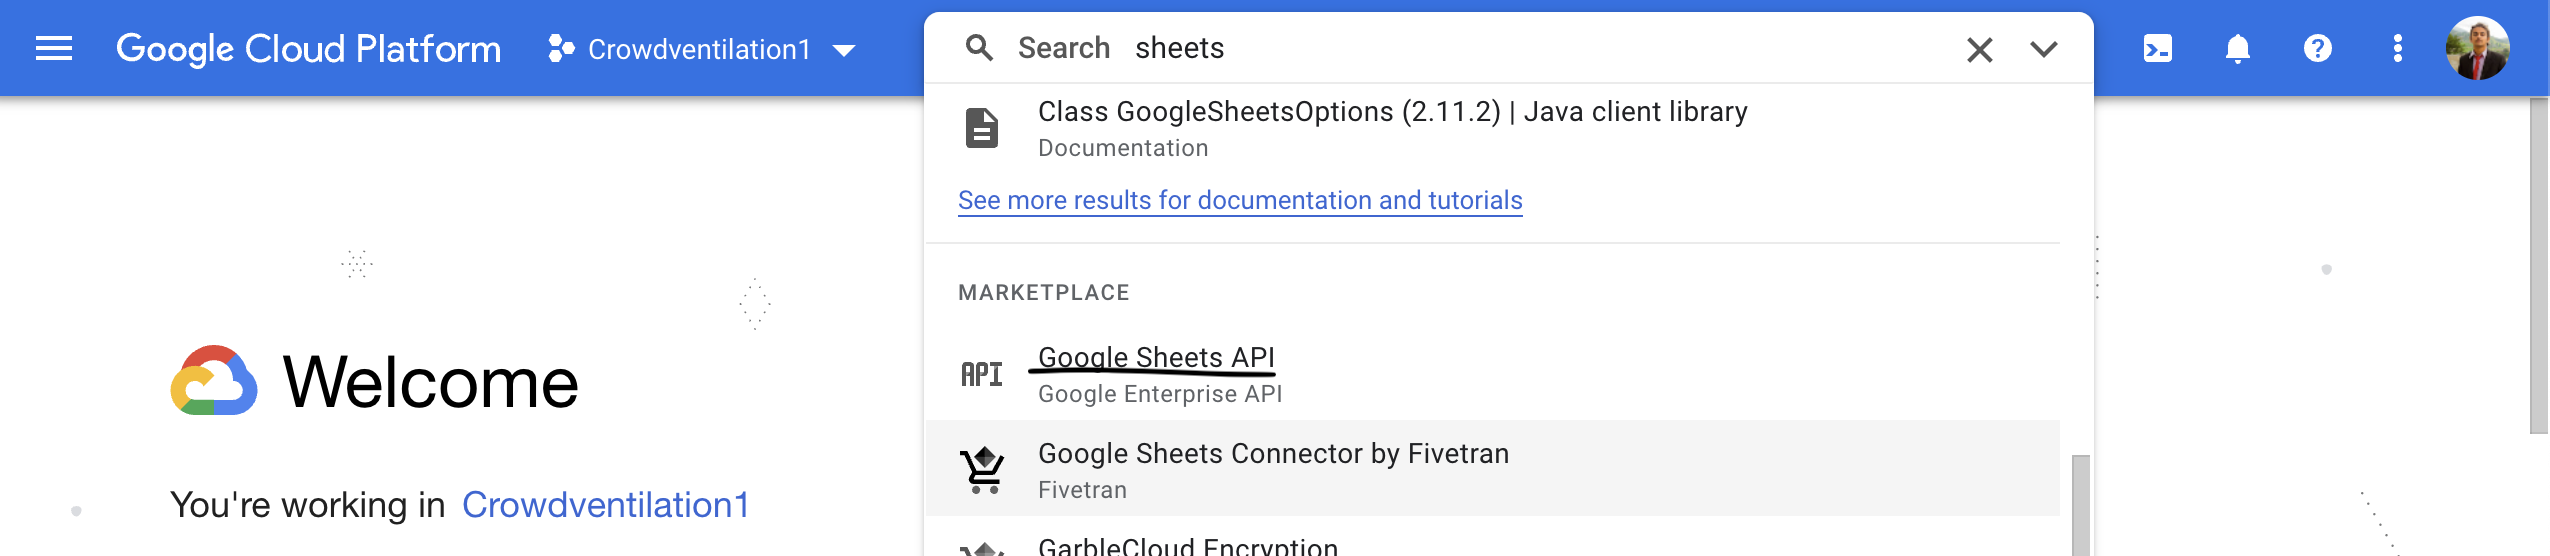 Google Cloud Platform
Crowdventilation1
Search sheets
Class GoogleSheetsOptions (2.11.2) | Java client library
Documentation
See more results for documentation and tutorials
MARKETPLACE
API
Google Sheets API
Google Enterprise API
Google Sheets Connector by Fivetran
Fivetran
GarbleCloud Encryption
Welcome
You're working in Crowdventilation1